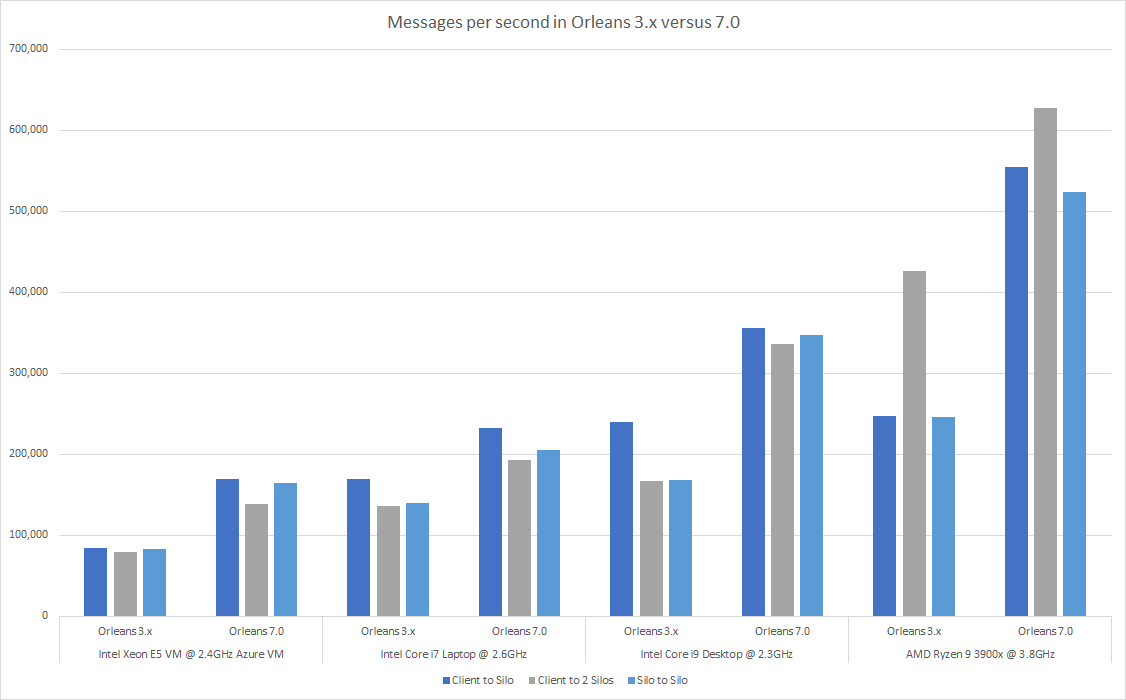 Messages per second in Orleans 3.x versus 7.0
700,000
600,000
500,000
400,000
300,000
200,000
100,000
0
Orleans 3.x Orleans 7.0 Orleans 3.x Orleans 7.0 Orleans 3.x Orleans 7.0 Orleans 3.x Orleans 7.0
Intel Xeon E5 VM @ 2.4GHz Azure VM Intel Core i7 Laptop @ 2.6GHz Intel Core i9 Desktop @ 2.3GHz AMD Ryzen 9 3900x @ 3.8GHz
Client to Silo Client to 2 Silos Silo to Silo